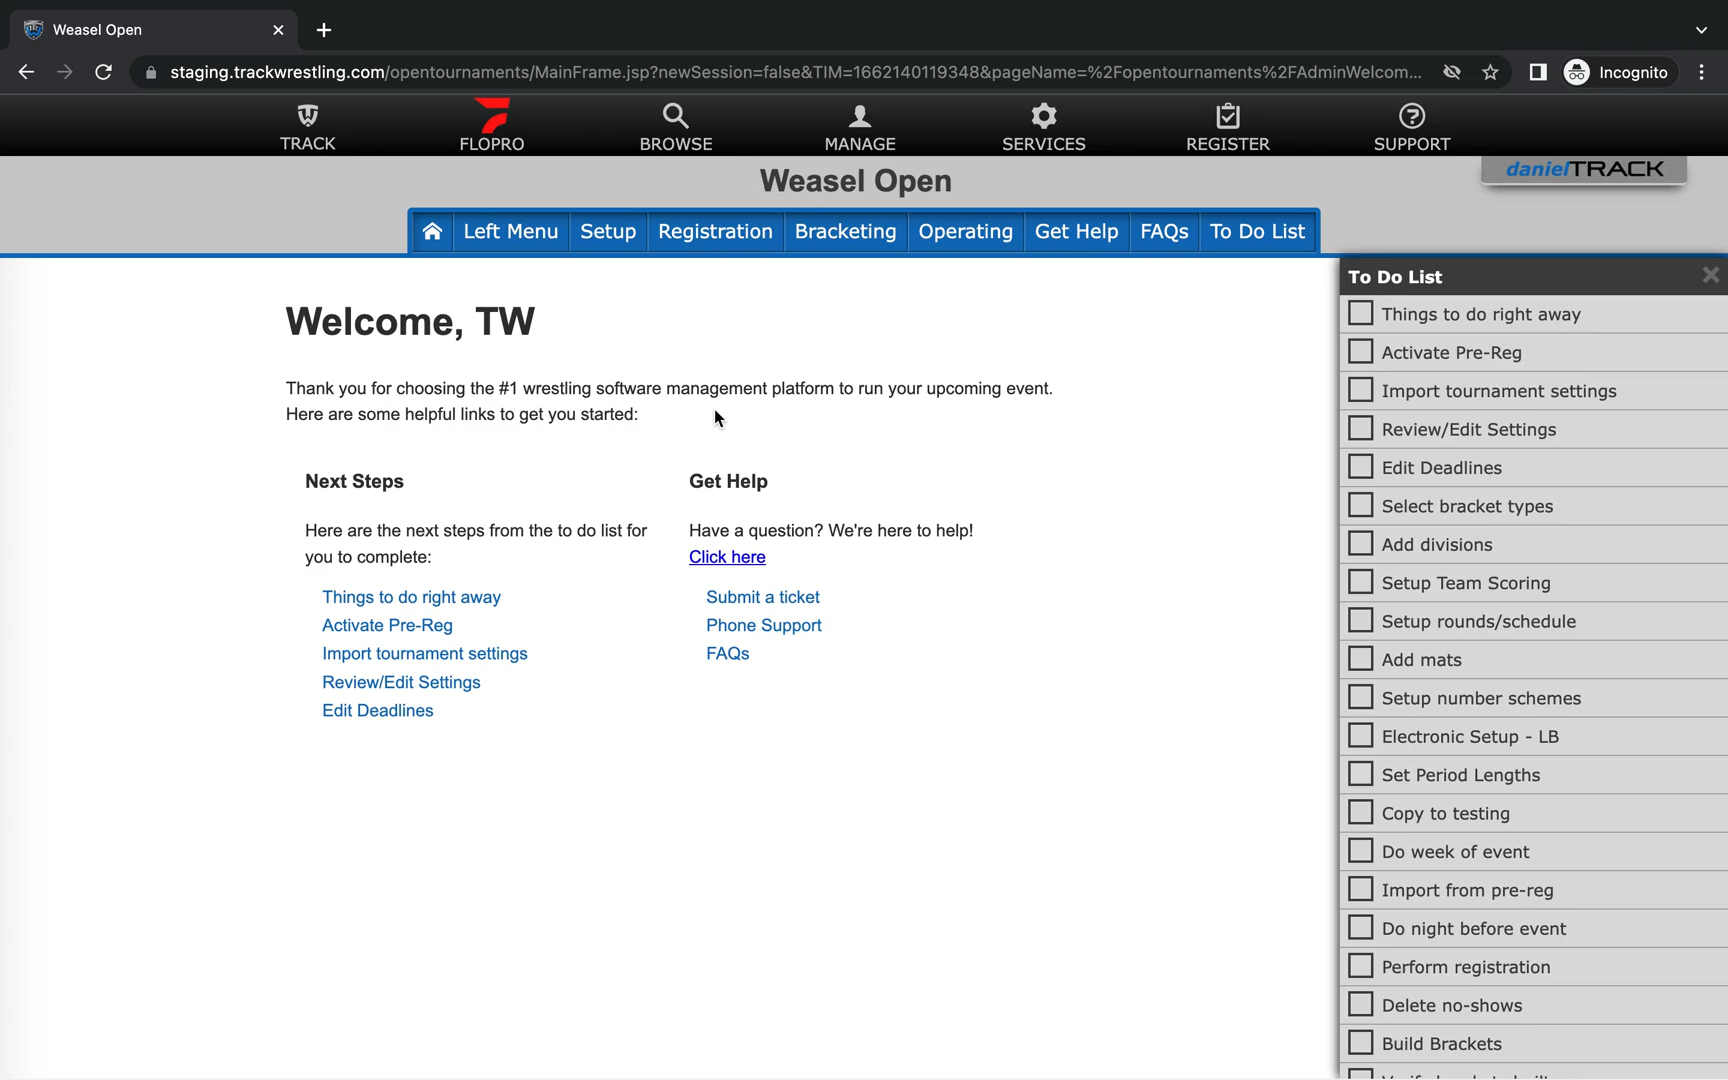 Weasel Open
staging.trackwrestling.com/opentournaments/MainFrame.jsp?newSession=false&TIM=1662140119348&pageName=%2Fopentournaments%2FAdminWelcom...
Incognito
TRACK
FLOPRO
BROWSE
MANAGE
SERVICES
REGISTER
SUPPORT
Weasel Open
danielTRACK
Left Menu
Setup
Registration
Bracketing
Operating
Get Help
FAQs
To Do List
Welcome, TW
Thank you for choosing the #1 wrestling software management platform to run your upcoming event.
Here are some helpful links to get you started:
Next Steps
Here are the next steps from the to do list for
you to complete:
Things to do right away
Activate Pre-Reg
Import tournament settings
Review/Edit Settings
Edit Deadlines
Get Help
Have a question? We're here to help!
Click here
Submit a ticket
Phone Support
FAQs
To Do List
Things to do right away
Activate Pre-Reg
Import tournament settings
Review/Edit Settings
Edit Deadlines
Select bracket types
Add divisions
Setup Team Scoring
Setup rounds/schedule
Add mats
Setup number schemes
Electronic Setup - LB
Set Period Lengths
Copy to testing
Do week of event
Import from pre-reg
Do night before event
Perform registration
Delete no-shows
Build Brackets